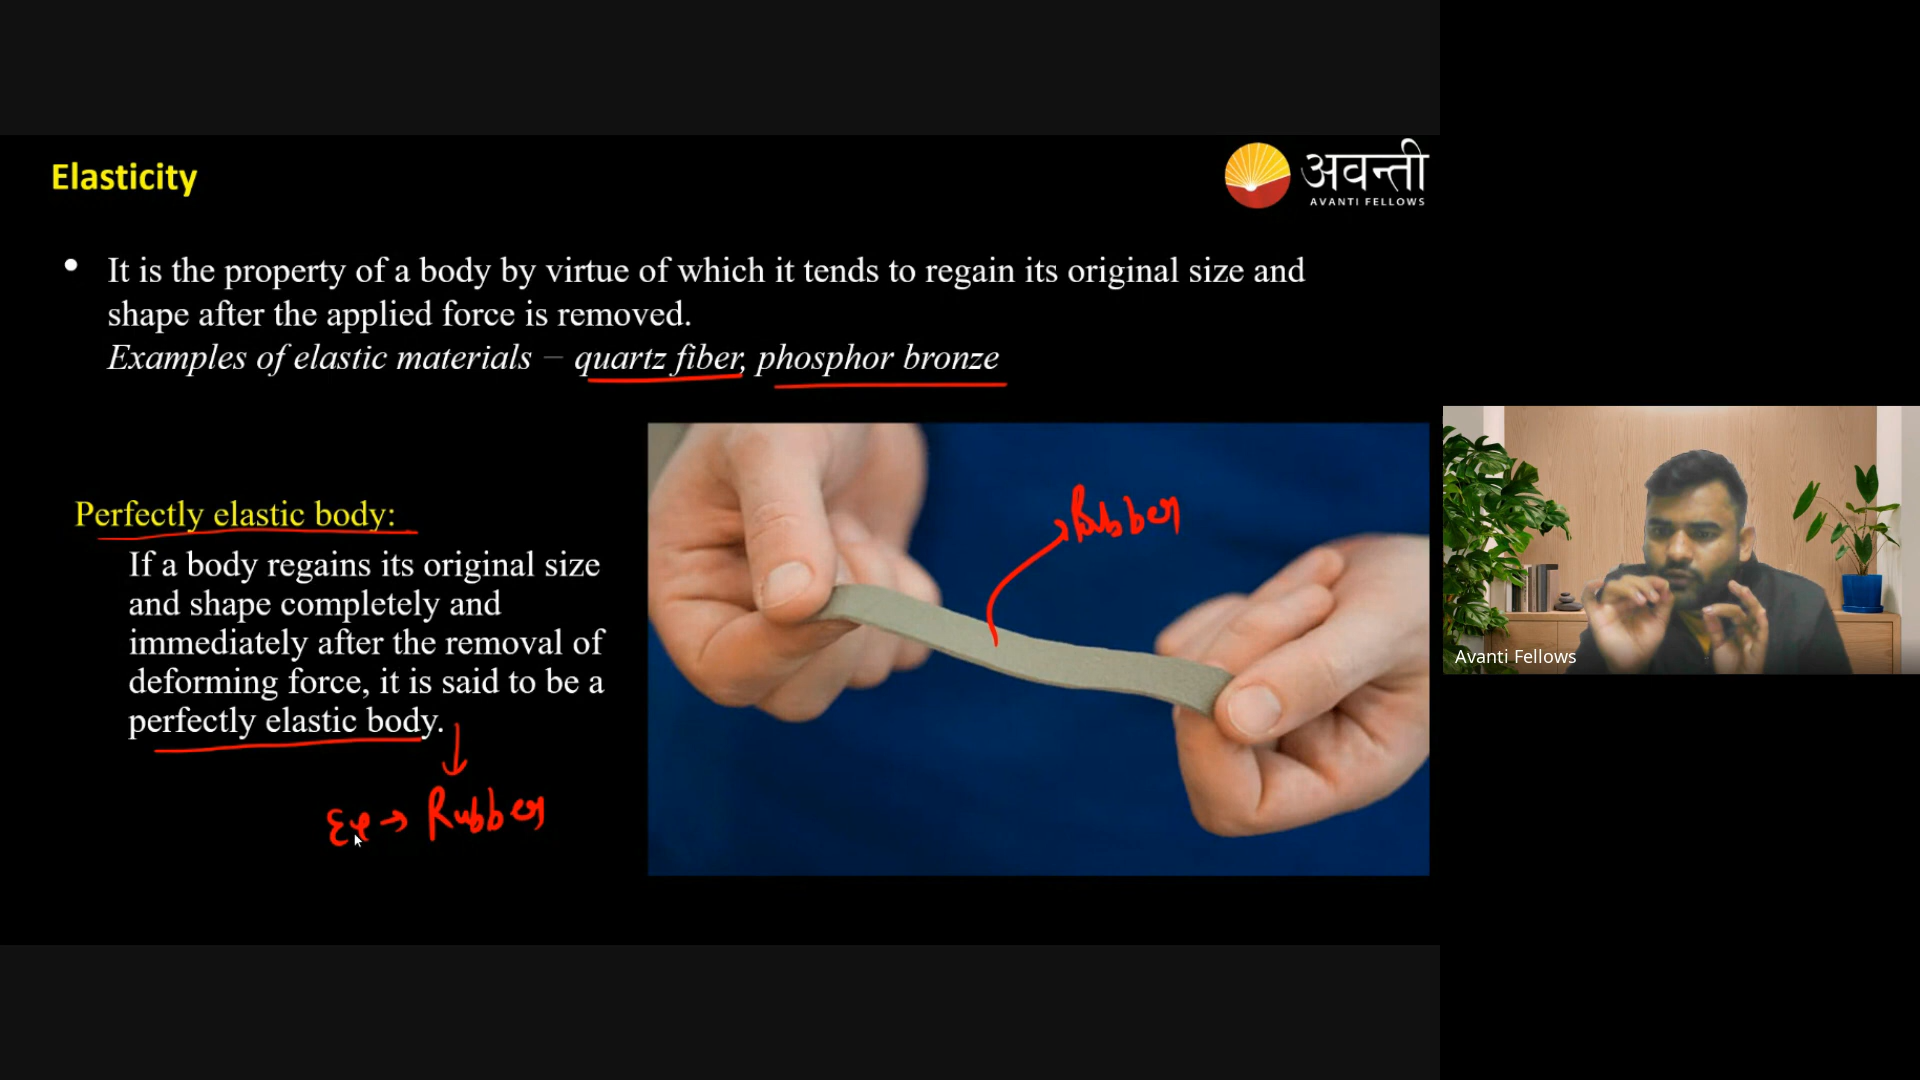 Elasticity
अवन्ती
AVANTI FELLOWS
• It is the property of a body by virtue of which it tends to regain its original size and
shape after the applied force is removed.
Examples of elastic materials − quartz fiber, phosphor bronze
Perfectly elastic body:
If a body regains its original size
and shape completely and
immediately after the removal of
deforming force, it is said to be a
perfectly elastic body.
Ex → Rubber
Rubber
Avanti Fellows